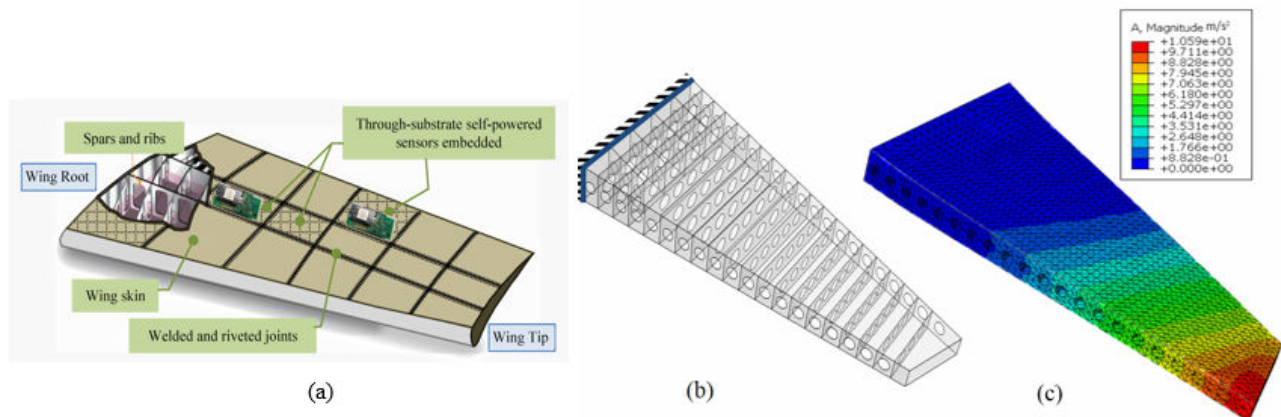 Spars and ribs
Wing Root
Through-substrate self-powered
sensors embedded
Wing skin
Welded and riveted joints
Wing Tip
(a)
(b)
A, Magnitude m/s²
+1.059e+01
+9.711e+00
+8.828e+00
+7.945e+00
+7.063e+00
+6.180e+00
+5.297e+00
+4.414e+00
+3.531e+00
+2.648e+00
+1.766e+00
+8.828e-01
+0.000e+00
(c)